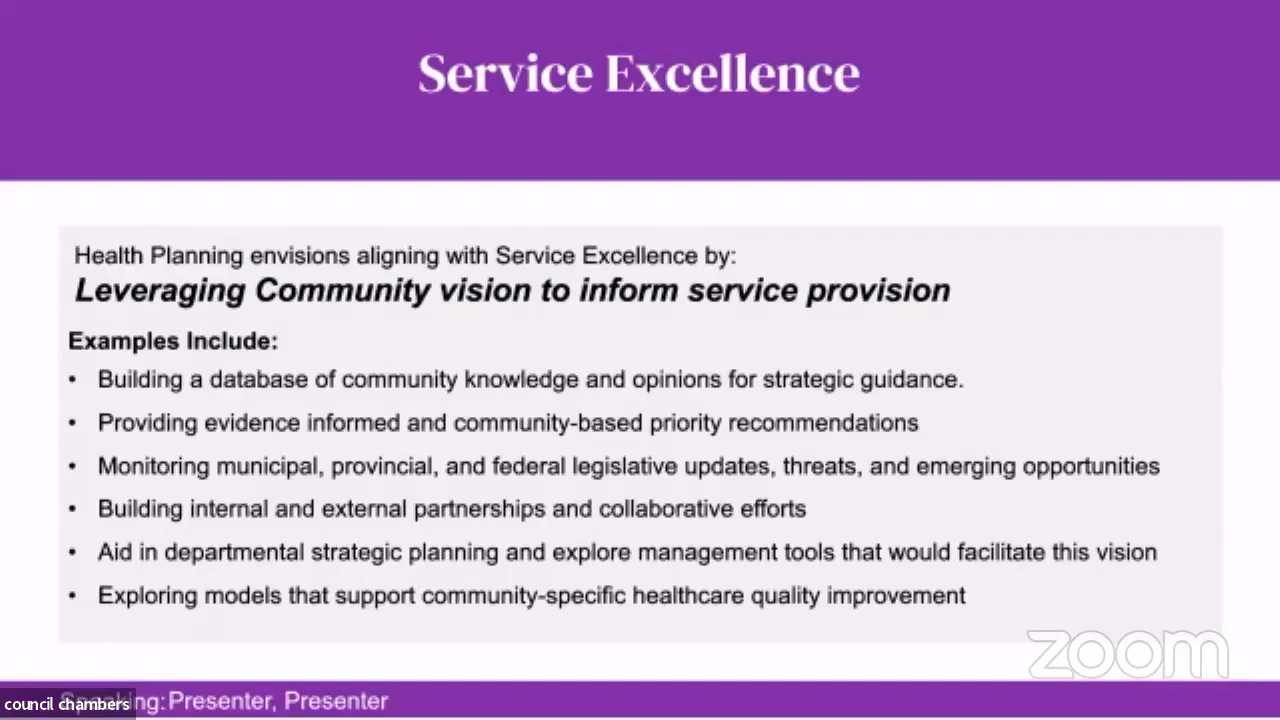 Service Excellence
Health Planning envisions aligning with Service Excellence by:
Leveraging Community vision to inform service provision
Examples Include:
• Building a database of community knowledge and opinions for strategic guidance.
• Providing evidence informed and community-based priority recommendations
• Monitoring municipal, provincial, and federal legislative updates, threats, and emerging opportunities
• Building internal and external partnerships and collaborative efforts
• Aid in departmental strategic planning and explore management tools that would facilitate this vision
• Exploring models that support community-specific healthcare quality improvement
zoom
Speaking: Presenter, Presenter
council chambers